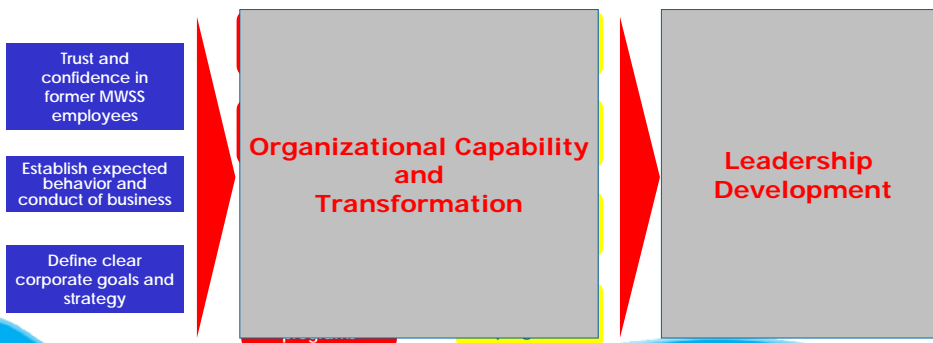 Trust and
confidence in
former MWSS
employees
Establish expected
behavior and
conduct of business
Define clear
corporate goals and
strategy
Organizational Capability
and
Transformation
Leadership
Development